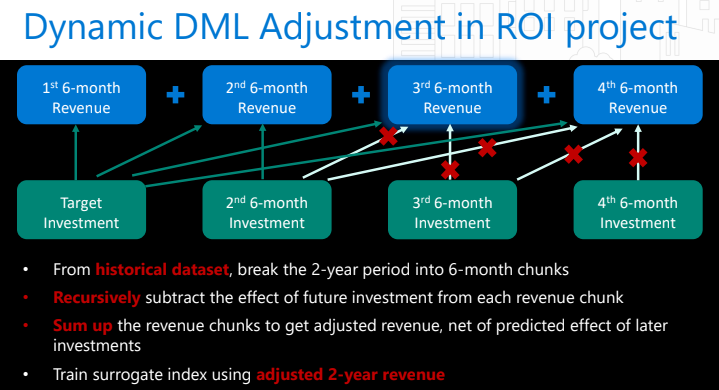 Dynamic DML Adjustment in ROI project
1st 6-month
Revenue
2nd 6-month
Revenue
3rd 6-month
Revenue
4th 6-month
Revenue
Target
Investment
2nd 6-month
Investment
3rd 6-month
Investment
4th 6-month
Investment
• From historical dataset, break the 2-year period into 6-month chunks
• Recursively subtract the effect of future investment from each revenue chunk
• Sum up the revenue chunks to get adjusted revenue, net of predicted effect of later
investments
• Train surrogate index using adjusted 2-year revenue